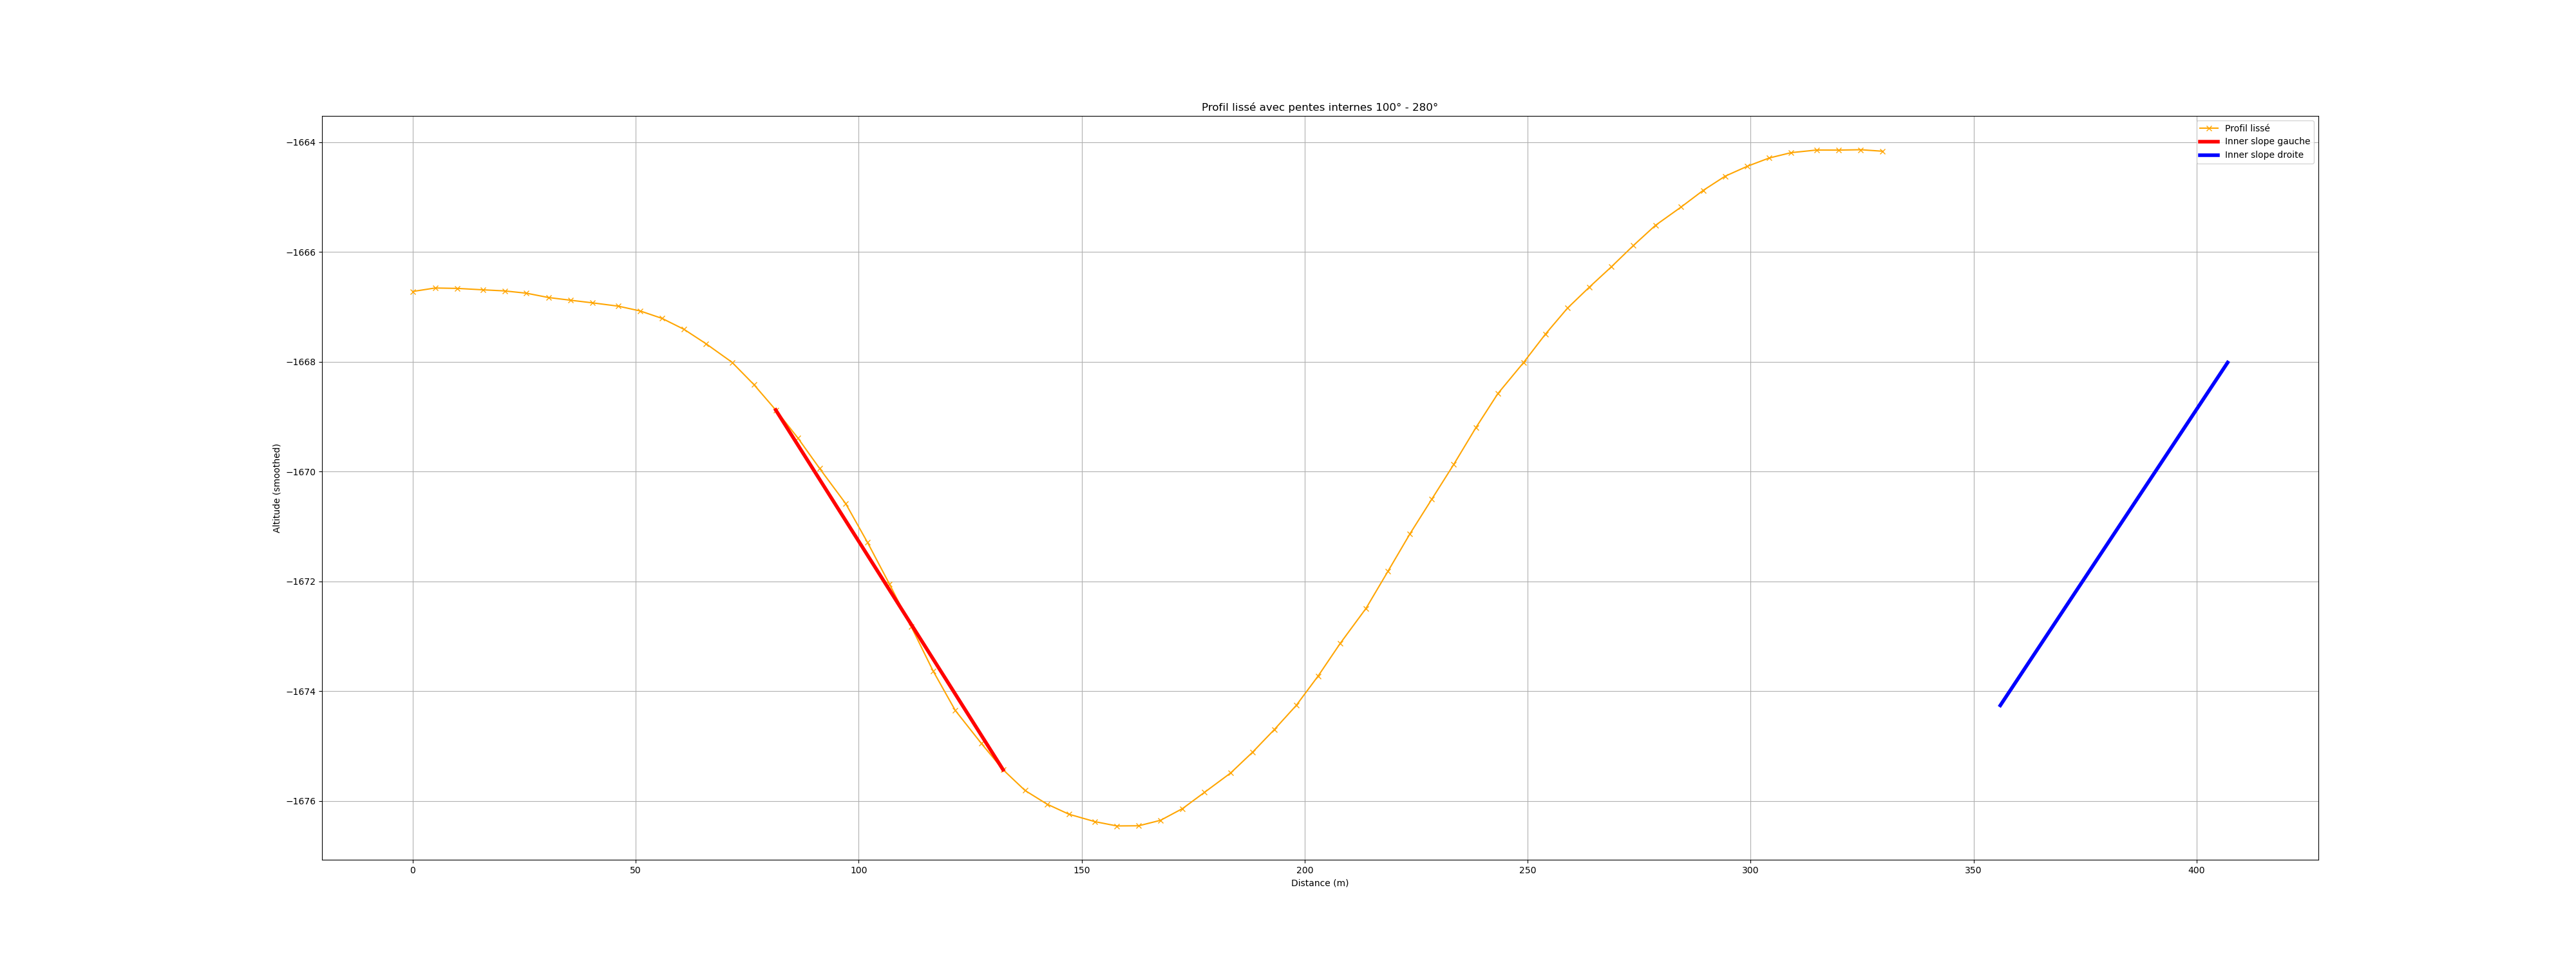 Profil lissé avec pentes internes 100° - 280°
Profil lissé
Inner slope gauche
Inner slope droite
Altitude (smoothed)
−1664
−1666
−1668
−1670
−1672
−1674
−1676
0 50 100 150 200 250 300 350 400
Distance (m)